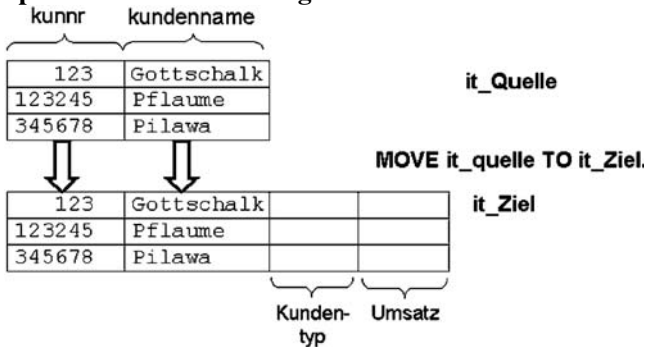 kunnr kundenname
123 Gottschalk
123245 Pflaume
345678 Pilawa
it_Quelle
MOVE it_quelle TO it_Ziel.
123 Gottschalk
123245 Pflaume
345678 Pilawa
it_Ziel
Kunden-
typ
Umsatz